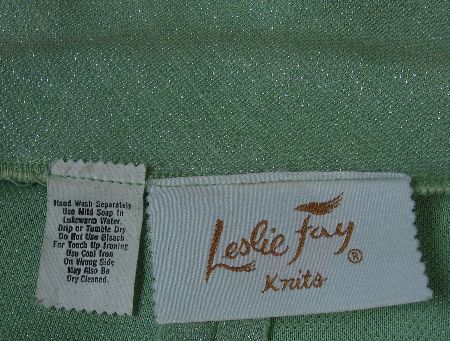 Hand Wash Separately
Use Mild Soap In
Lukewarm Water.
Drip or Tumble Dry
Do Not Use Bleach
For Touch Up Ironing
Use Cool Iron
On Wrong Side
May Also Be
Dry Cleaned.
Leslie Fay ®
Knits